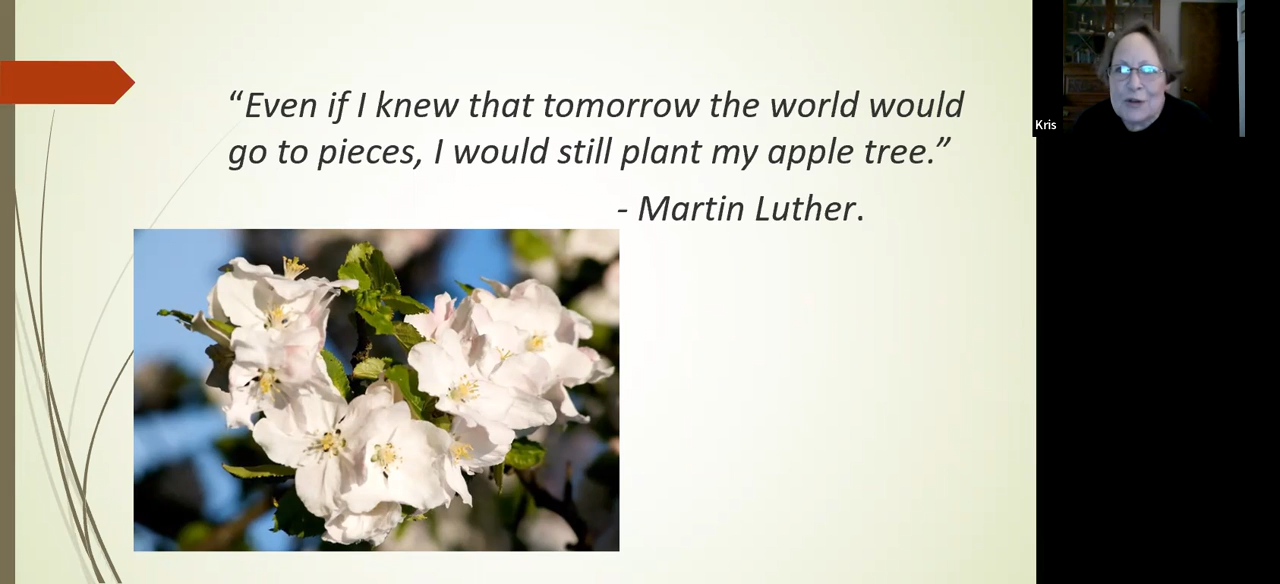 “Even if I knew that tomorrow the world would
go to pieces, I would still plant my apple tree.”
- Martin Luther.
Kris